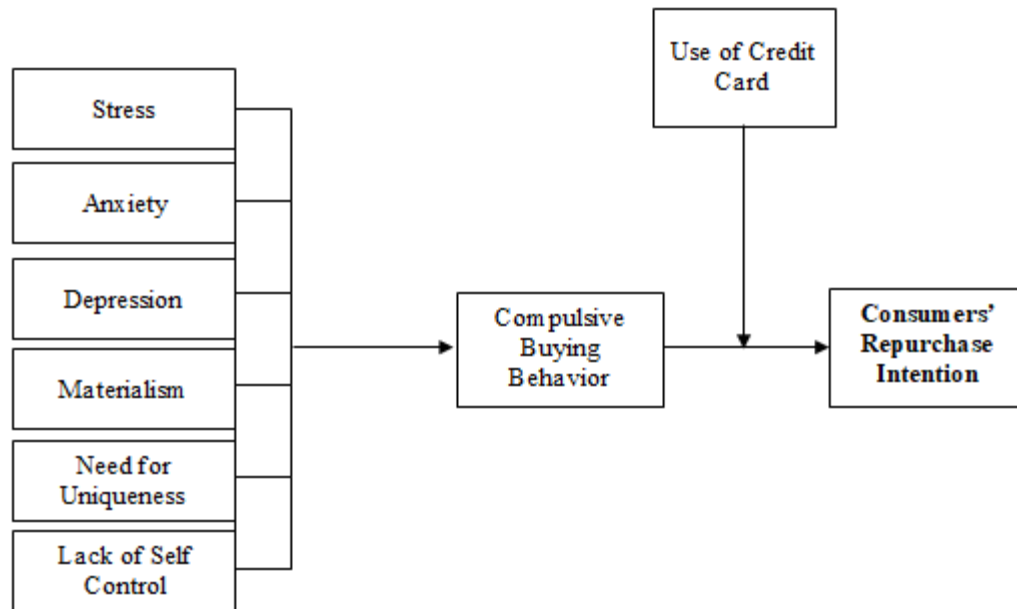 Use of Credit
Card
Stress
Anxiety
Depression
Materialism
Need for
Uniqueness
Lack of Self
Control
Compulsive
Buying
Behavior
Consumers’
Repurchase
Intention